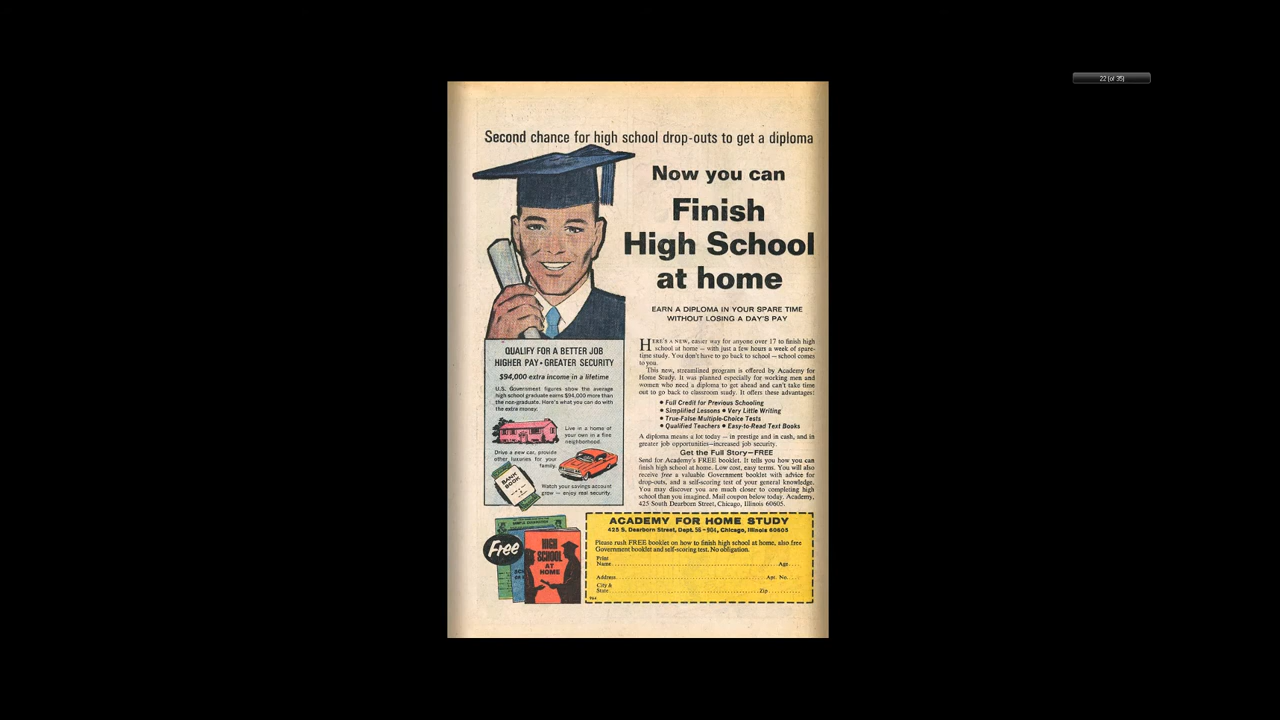 22 (of 35)
Second chance for high school drop-outs to get a diploma
Now you can
Finish
High School
at home
EARN A DIPLOMA IN YOUR SPARE TIME
WITHOUT LOSING A DAY'S PAY
HERE'S A NEW, easier way for anyone over 17 to finish high
school at home — with just a few hours a week of spare-
time study. You don't have to go back to school — school comes
to you.
This new, streamlined program is offered by Academy for
Home Study. It was planned especially for working men and
women who need a diploma to get ahead and can't take time
out to go back to classroom study. It offers these advantages:
• Full Credit for Previous Schooling
• Simplified Lessons • Very Little Writing
• True-False Multiple-Choice Tests
• Qualified Teachers • Easy-to-Read Text Books
A diploma means a lot today — in prestige and in cash, and in
greater job opportunities—increased job security.
Get the Full Story—FREE
Send for Academy's FREE booklet. It tells you how you can
finish high school at home. Low cost, easy terms. You will also
receive free a valuable Government booklet with advice for
drop-outs, and a self-scoring test of your general knowledge.
You may discover you are much closer to completing high
school than you imagined. Mail coupon below today. Academy,
425 South Dearborn Street, Chicago, Illinois 60605.
QUALIFY FOR A BETTER JOB
HIGHER PAY • GREATER SECURITY
$94,000 extra income in a lifetime
U.S. Government figures show the average
high school graduate earns $94,000 more than
the non-graduate. Here's what you can do with
the extra money:
Live in a home of
your own in a fine
neighborhood.
Drive a new car, provide
other luxuries for your
family.
BANK
BOOK
Watch your savings account
grow — enjoy real security.
Free
HIGH
SCHOOL
AT
HOME
ACADEMY FOR HOME STUDY
425 S. Dearborn Street, Dept. 55-904, Chicago, Illinois 60605
Please rush FREE booklet on how to finish high school at home, also free
Government booklet and self-scoring test. No obligation.
Print
Name Age
Address Apt. No.
City &
State Zip